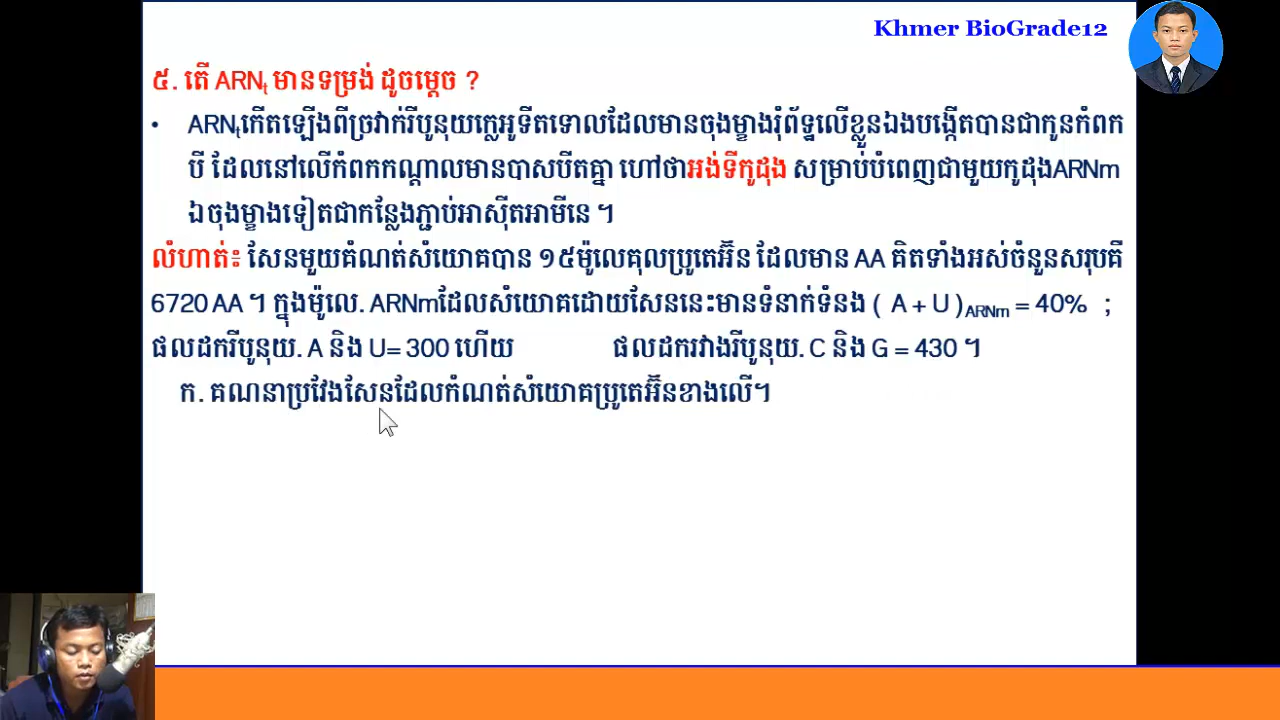 Khmer BioGrade12
៥. តើ ARNt មានទម្រង់ ដូចម្ដេច ?
• ARNtកើតឡើងពីច្រវាក់រីបូនុយក្លេអូទីតទោលដែលមានចុងម្ខាងរុំព័ទ្ធលើខ្លួនឯងបង្កើតបានជាកូនកំពក
បី ដែលនៅលើកំពកកណ្ដាលមានបាសបីតគ្នា ហៅថាអង់ទីកូដុង សម្រាប់បំពេញជាមួយកូដុងARNm
ឯចុងម្ខាងទៀតជាកន្លែងភ្ជាប់អាស៊ីតអាមីនេ ។
លំហាត់ៈ សែនមួយគំណត់សំយោគបាន ១៥ម៉ូលេគុលប្រូតេអ៊ីន ដែលមាន AA គិតទាំងអស់ចំនួនសរុបគឺ
6720 AA ។ ក្នុងម៉ូលេ. ARNmដែលសំយោគដោយសែននេះមានទំនាក់ទំនង ( A + U )ARNm = 40% ;
ផលដករីបូនុយ. A និង U= 300 ហើយ ផលដករវាងរីបូនុយ. C និង G = 430 ។
ក. គណនាប្រវែងសែនដែលកំណត់សំយោគប្រូតេអ៊ីនខាងលើ។